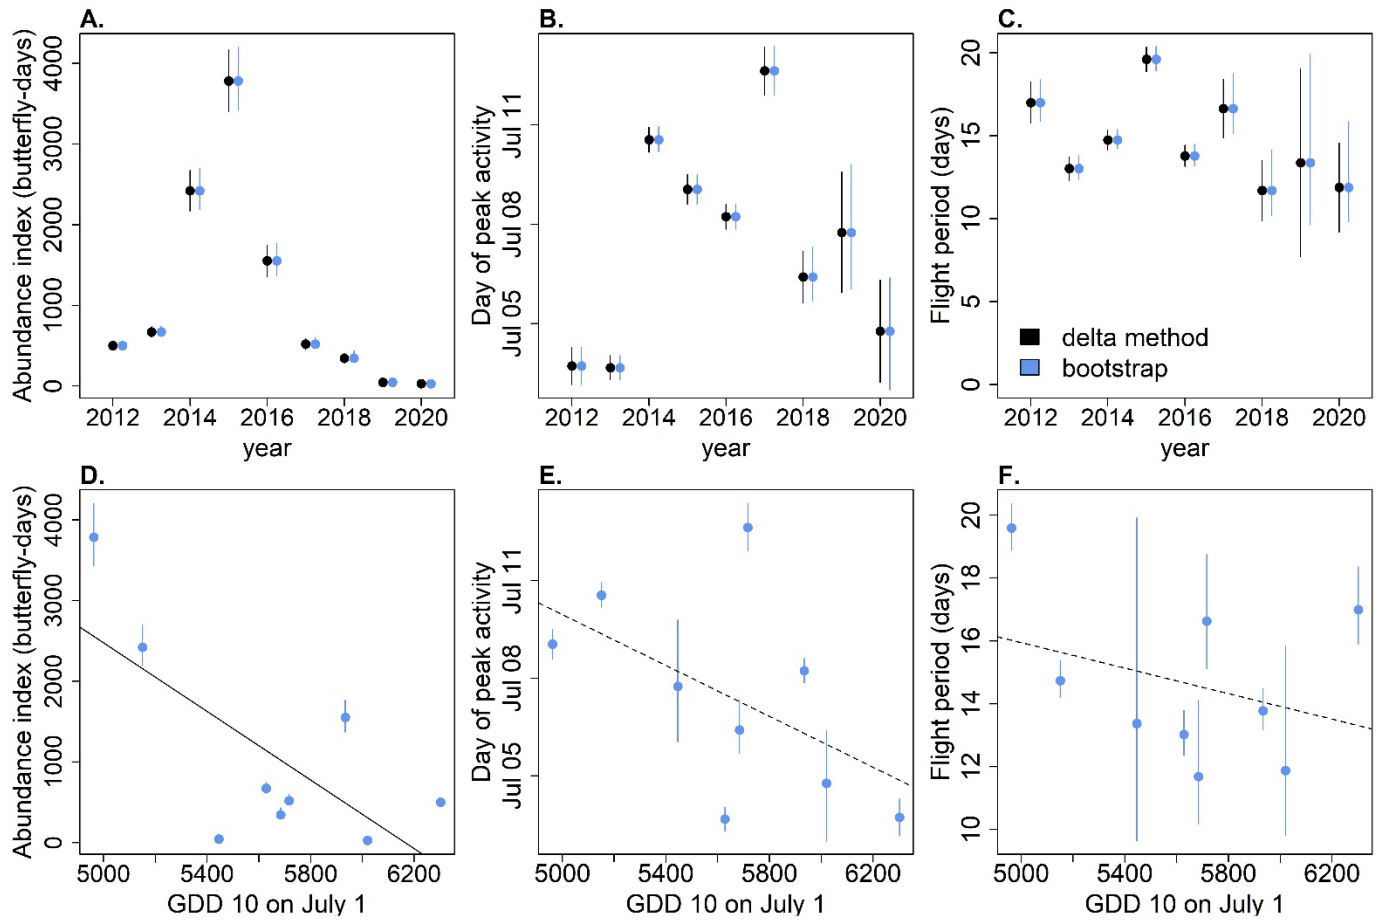 A.
Abundance index (butterfly-days)
4000
3000
2000
1000
0
2012 2014 2016 2018 2020
year
B.
Day of peak activity
Jul 11
Jul 08
Jul 05
2012 2014 2016 2018 2020
year
C.
Flight period (days)
20
15
10
5
0
delta method
bootstrap
2012 2014 2016 2018 2020
year
D.
Abundance index (butterfly-days)
4000
3000
2000
1000
0
5000 5400 5800 6200
GDD 10 on July 1
E.
Day of peak activity
Jul 11
Jul 08
Jul 05
5000 5800 6200
GDD 10 on July 1
F.
Flight period (days)
20
18
16
14
12
10
5000 5800 6200
GDD 10 on July 1